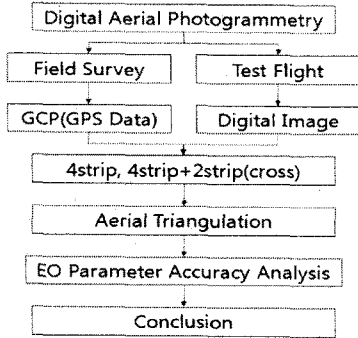 Digital Aerial Photogrammetry
Field Survey
Test Flight
GCP(GPS Data)
Digital Image
4strip, 4strip+2strip(cross)
Aerial Triangulation
EO Parameter Accuracy Analysis
Conclusion